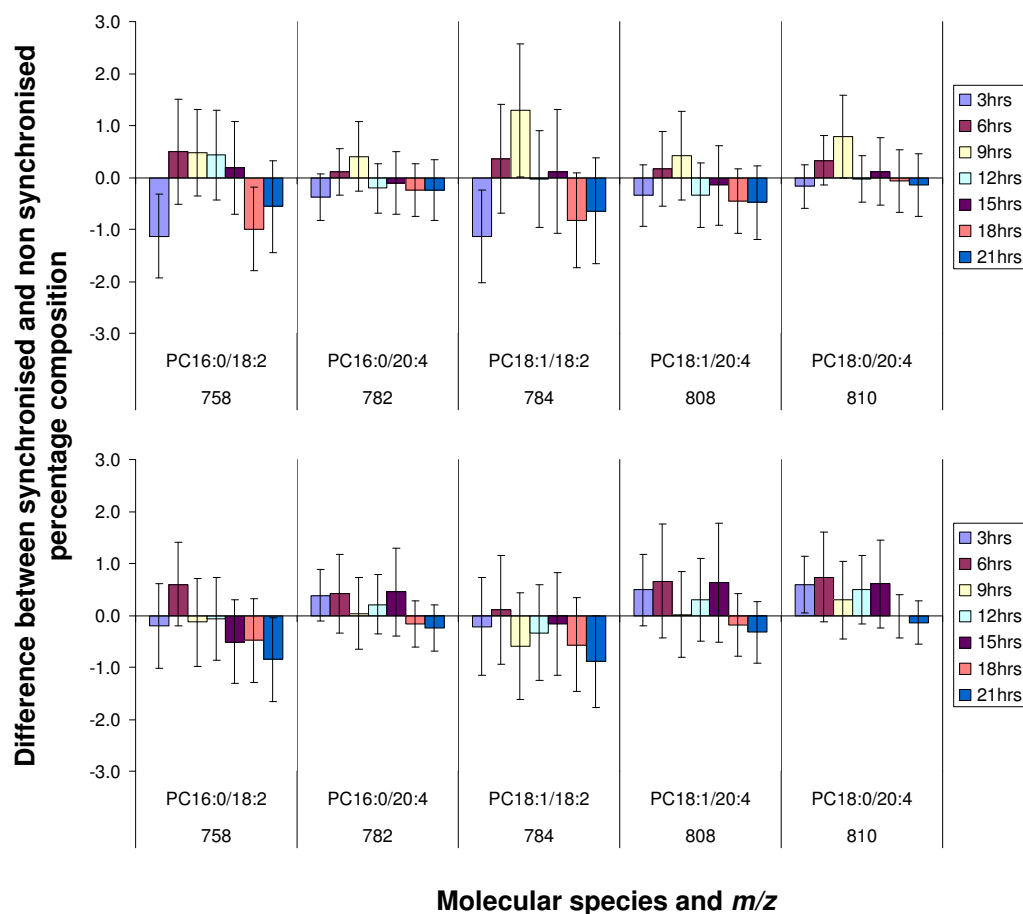 Difference between synchronised and non synchronised
percentage composition
3.0
2.0
1.0
0.0
-1.0
-2.0
-3.0
PC16:0/18:2 PC16:0/20:4 PC18:1/18:2 PC18:1/20:4 PC18:0/20:4
758 782 784 808 810
3hrs
6hrs
9hrs
12hrs
15hrs
18hrs
21hrs
3.0
2.0
1.0
0.0
-1.0
-2.0
-3.0
PC16:0/18:2 PC16:0/20:4 PC18:1/18:2 PC18:1/20:4 PC18:0/20:4
758 782 784 808 810
3hrs
6hrs
9hrs
12hrs
15hrs
18hrs
21hrs
Molecular species and m/z